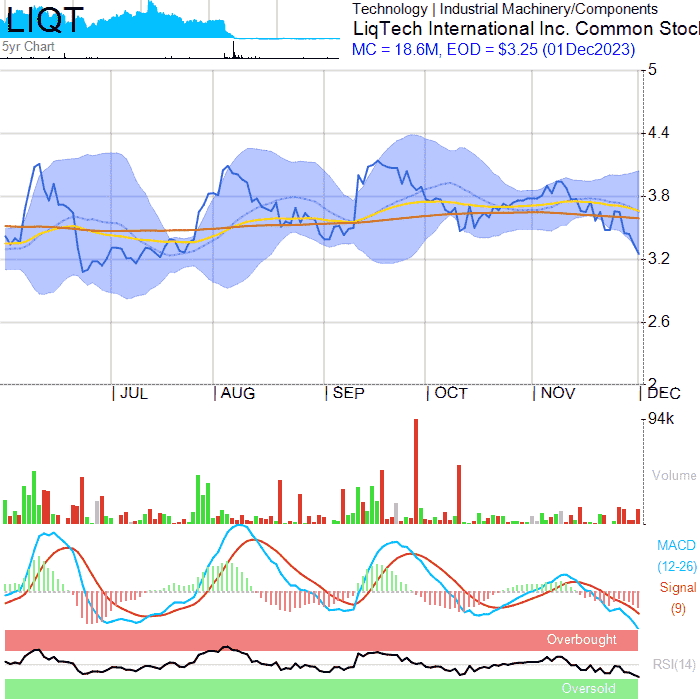 LIQT
5yr Chart
Technology | Industrial Machinery/Components
LiqTech International Inc. Common Stoc
MC = 18.6M, EOD = $3.25 (01Dec2023)
5
4.4
3.8
3.2
2.6
2
JUL AUG SEP OCT NOV DEC
94k
Volume
MACD
(12-26)
Signal
(9)
Overbought
RSI(14)
Oversold